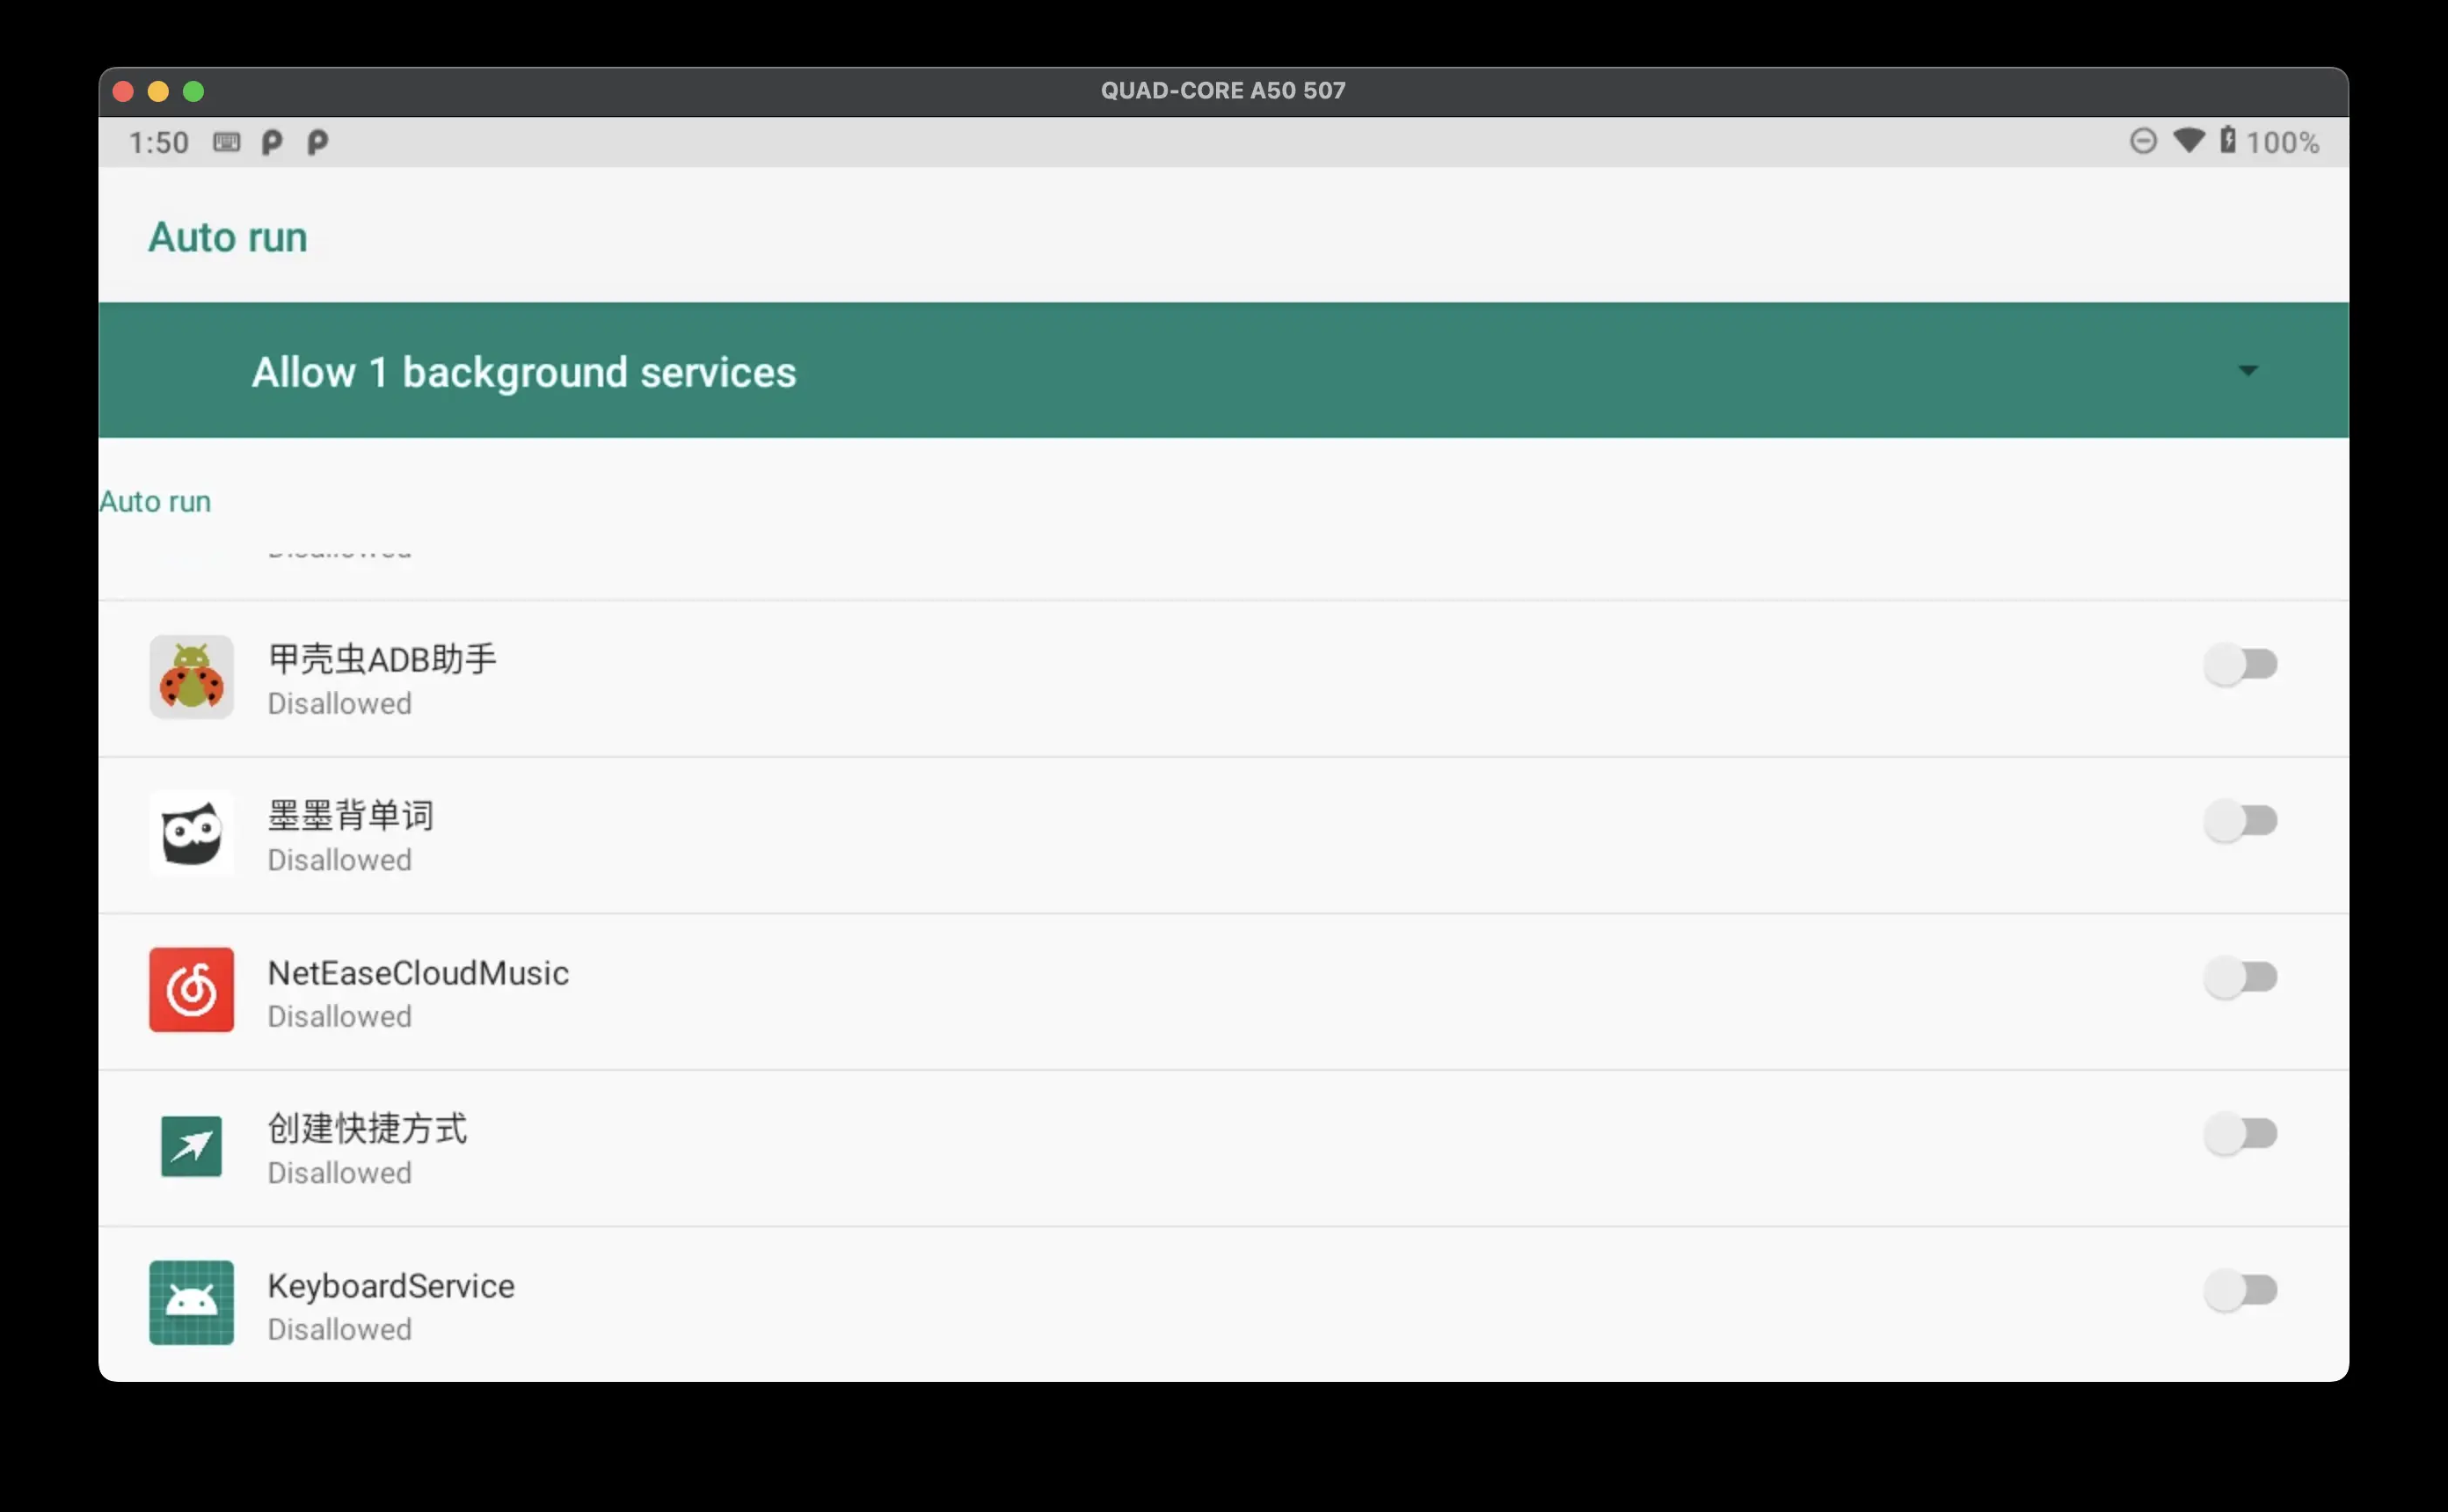 QUAD-CORE A50 507
1:50
100%
Auto run
Allow 1 background services
Auto run
甲壳虫ADB助手
Disallowed
墨墨背单词
Disallowed
NetEaseCloudMusic
Disallowed
创建快捷方式
Disallowed
KeyboardService
Disallowed